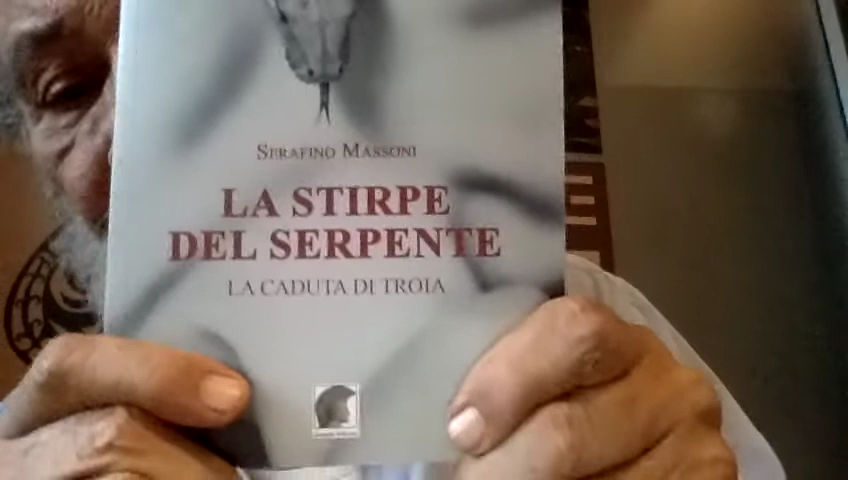 SERAFINO MASSONI
LA STIRPE
DEL SERPENTE
LA CADUTA DI TROIA